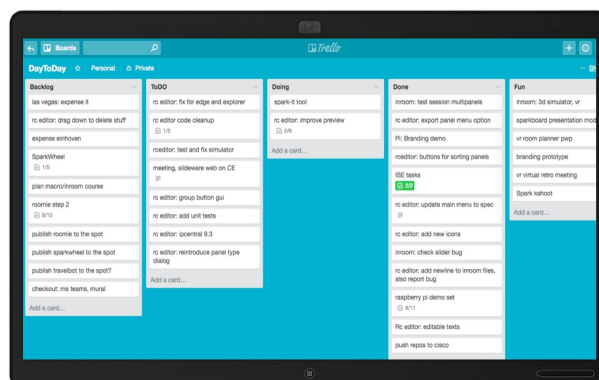 Boards
Trello
DayToDay
Personal
Private
Backlog
las vegas: expense it
rc editor: drag down to delete stuff
expense einhoven
SparkWheel
1/5
plan macro/inroom course
roomie step 2
8/10
publish roomie to the spot
publish sparkwheel to the spot
publish travelbot to the spot?
checkout: ms teams, mural
Add a card...
ToDO
rc editor: fix for edge and explorer
rc editor code cleanup
1/2
rceditor: test and fix simulator
meeting, slideware web on CE
rc editor: group button gui
rc editor: add unit tests
rc editor: ipcentral 9.3
rc editor: reintroduce panel type
dialog
Add a card...
Doing
spark-it tool
rc editor: improve preview
2/6
Add a card...
Done
inroom: test session multipanels
rc editor: export panel menu option
Pi: Branding demo
rceditor: buttons for sorting panels
ISE tasks
rc editor: update main menu to spec
rc editor: add new icons
inroom: check slider bug
rc editor: add newline to inroom files,
also report bug
raspberry pi demo set
9/11
Rc editor: editable texts
push repos to cisco
Fun
inroom: 3d simulator, vr
sparkboard presentation mod
vr room planner pwp
branding prototype
vr virtual retro meeting
Spark kahoot
Add a card...